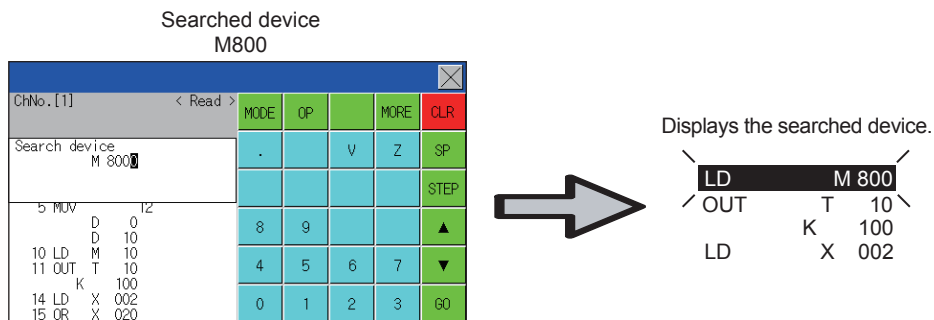 Searched device
M800
ChNo.[1] < Read >
MODE OP MORE CLR
Search device
M 8000
. V Z SP
STEP
5 MOV T2
D 0
D 10
10 LD M 10
11 OUT T 10
K 100
14 LD X 002
15 OR X 020
8 9 ▲
4 5 6 7 ▼
0 1 2 3 GO
Displays the searched device.
LD M 800
OUT T 10
K 100
LD X 002